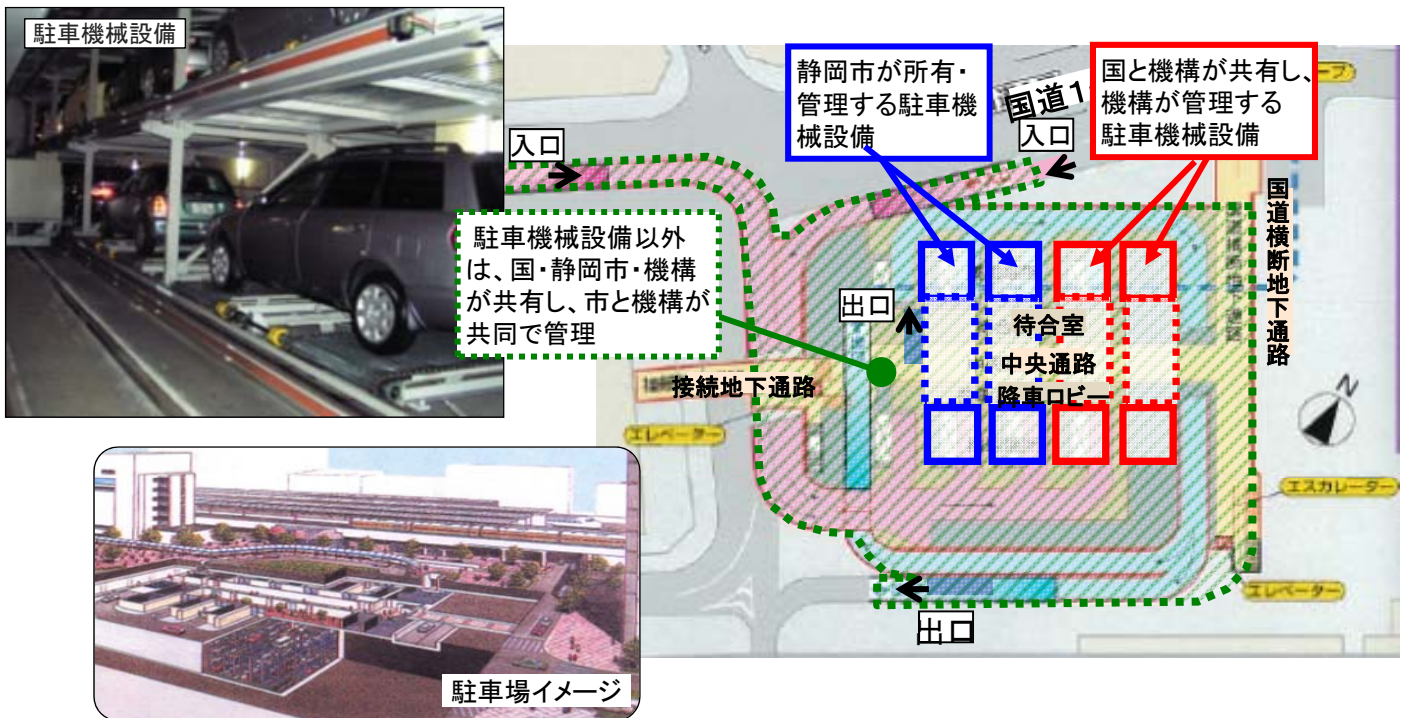 駐車機械設備
静岡市が所有・
管理する駐車機
械設備
国と機構が共有し、
機構が管理する
駐車機械設備
国道1
入口
入口
駐車機械設備以外
は、国・静岡市・機構
が共有し、市と機構が
共同で管理
国道横断地下通路
出口
待合室
中央通路
降車ロビー
接続地下通路
N
エレベーター
エスカレーター
エレベーター
出口
駐車場イメージ